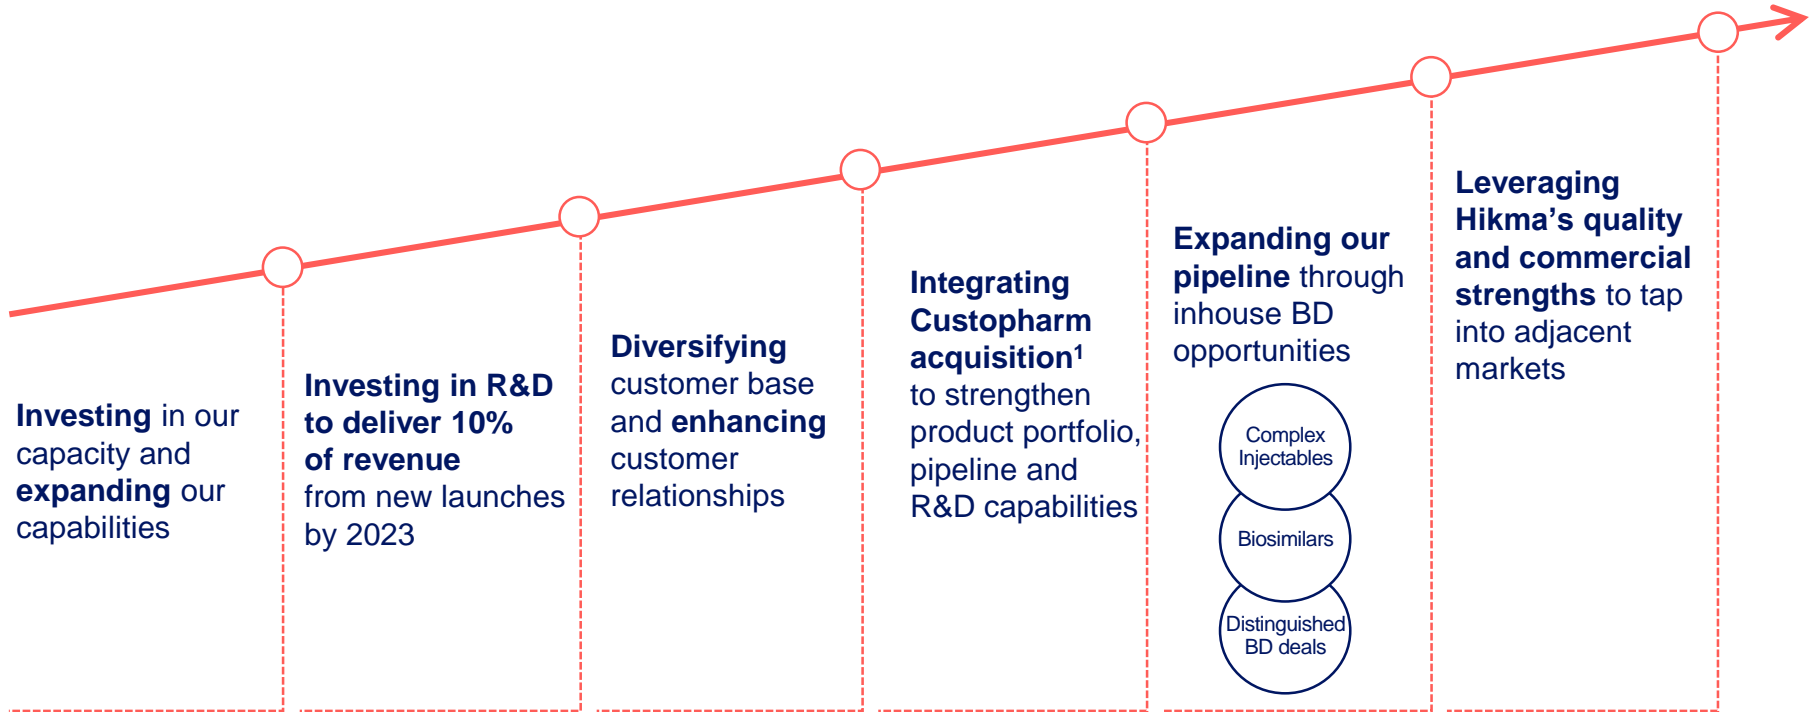 Investing in our
capacity and
expanding our
capabilities
Investing in R&D
to deliver 10%
of revenue
from new launches
by 2023
Diversifying
customer base
and enhancing
customer
relationships
Integrating
Custopharm
acquisition¹
to strengthen
product portfolio,
pipeline and
R&D capabilities
Expanding our
pipeline through
inhouse BD
opportunities
Complex
Injectables
Biosimilars
Distinguished
BD deals
Leveraging
Hikma’s quality
and commercial
strengths to tap
into adjacent
markets